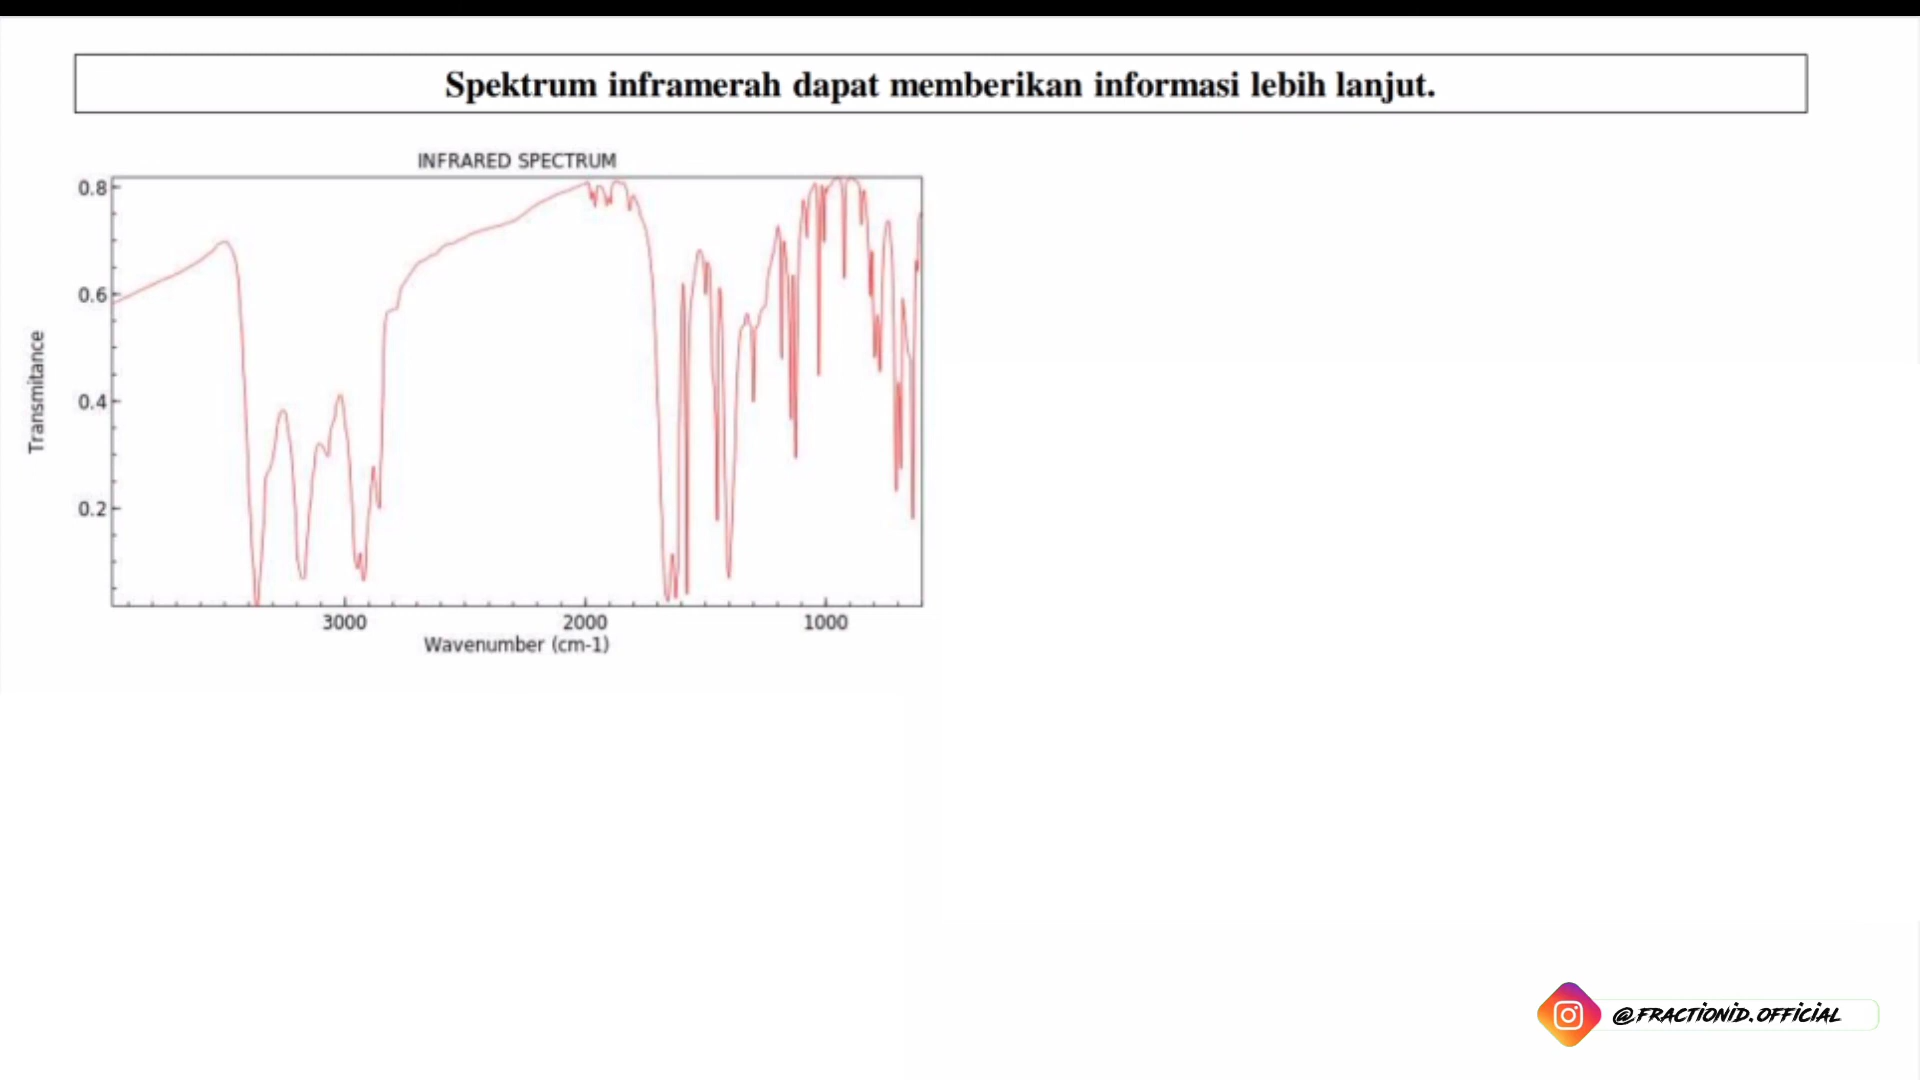 Spektrum inframerah dapat memberikan informasi lebih lanjut.
INFRARED SPECTRUM
0.8
0.6
0.4
0.2
Transmitance
3000 2000 1000
Wavenumber (cm-1)
@FRACTIONID.OFFICIAL